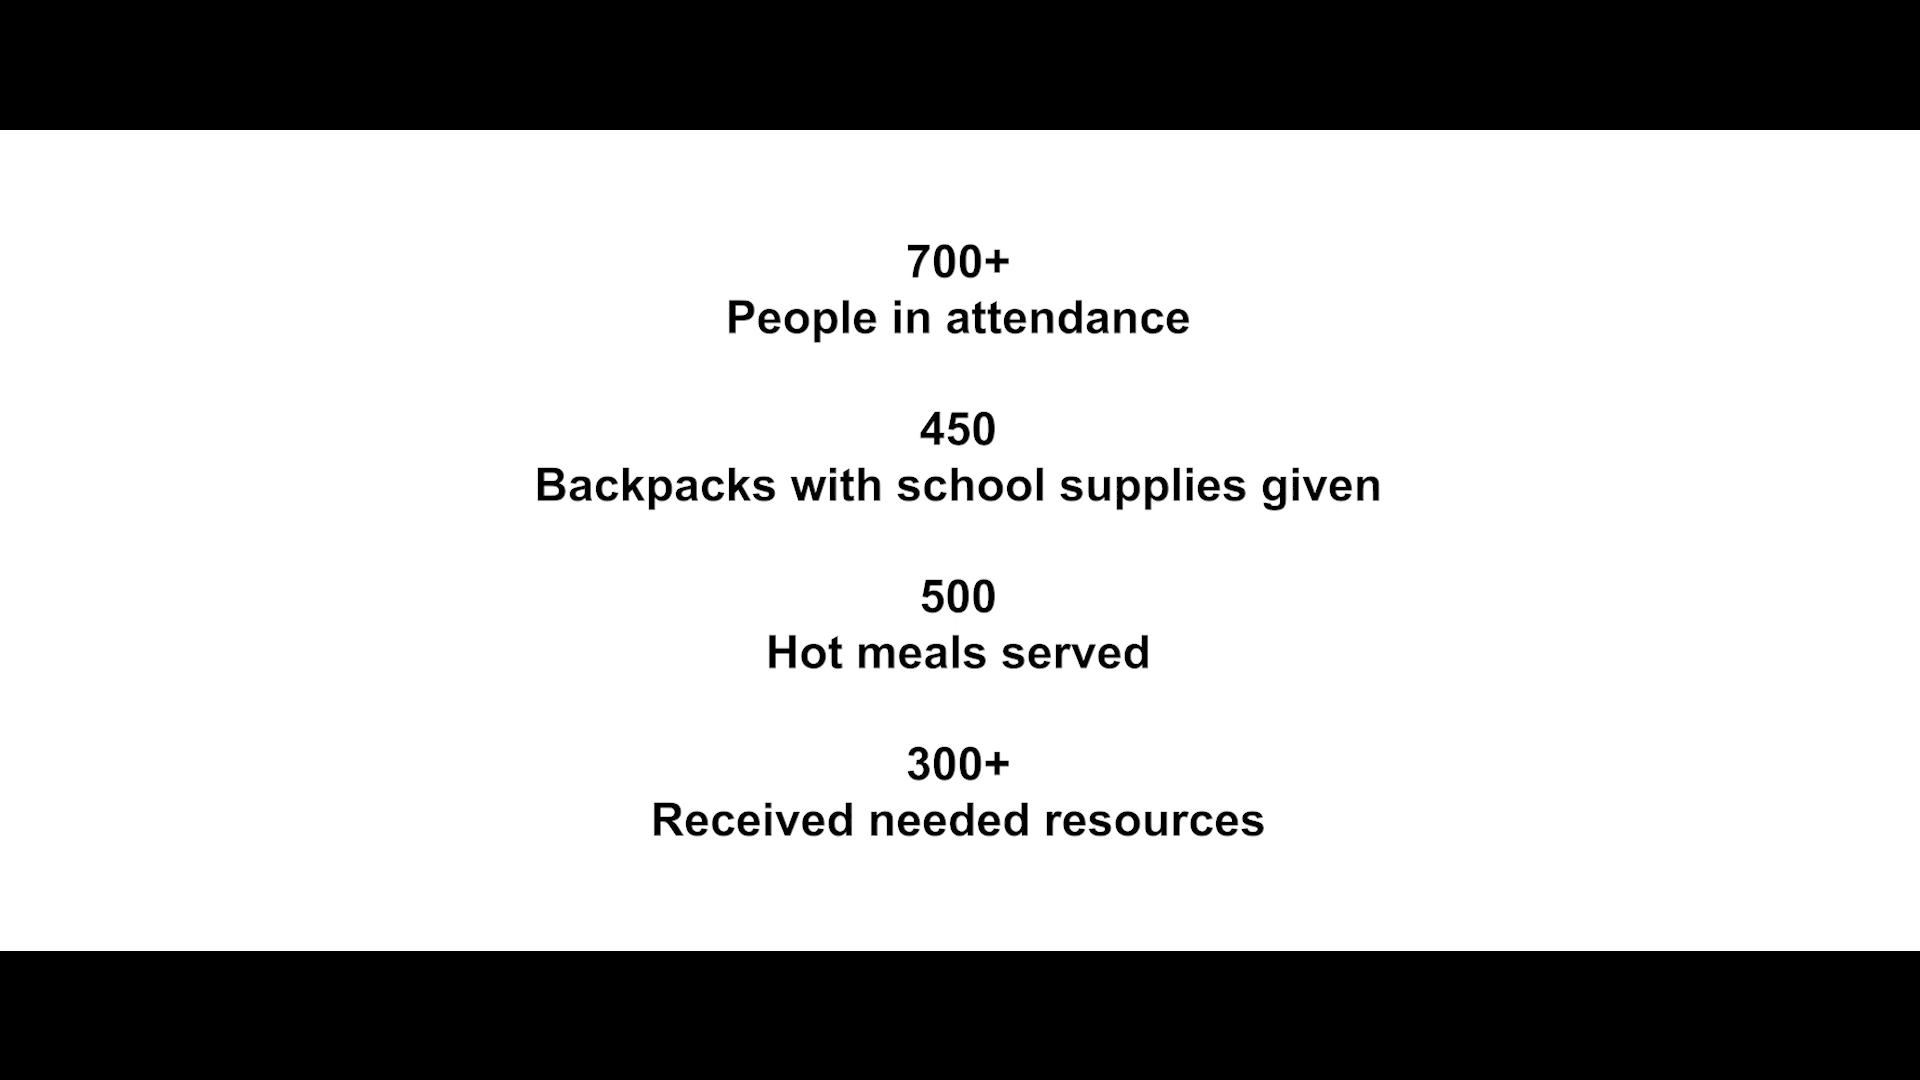 700+
People in attendance
450
Backpacks with school supplies given
500
Hot meals served
300+
Received needed resources